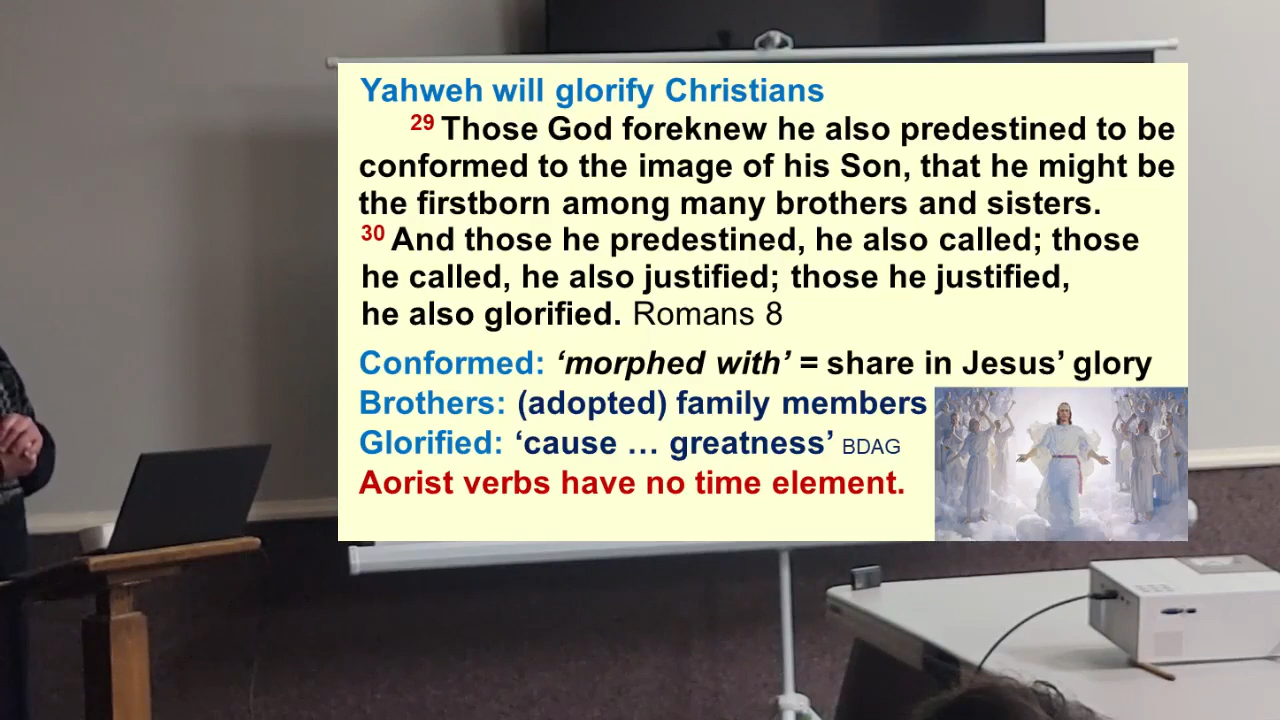 Yahweh will glorify Christians
29 Those God foreknew he also predestined to be
conformed to the image of his Son, that he might be
the firstborn among many brothers and sisters.
30 And those he predestined, he also called; those
he called, he also justified; those he justified,
he also glorified. Romans 8
Conformed: ‘morphed with’ = share in Jesus’ glory
Brothers: (adopted) family members
Glorified: ‘cause … greatness’ BDAG
Aorist verbs have no time element.